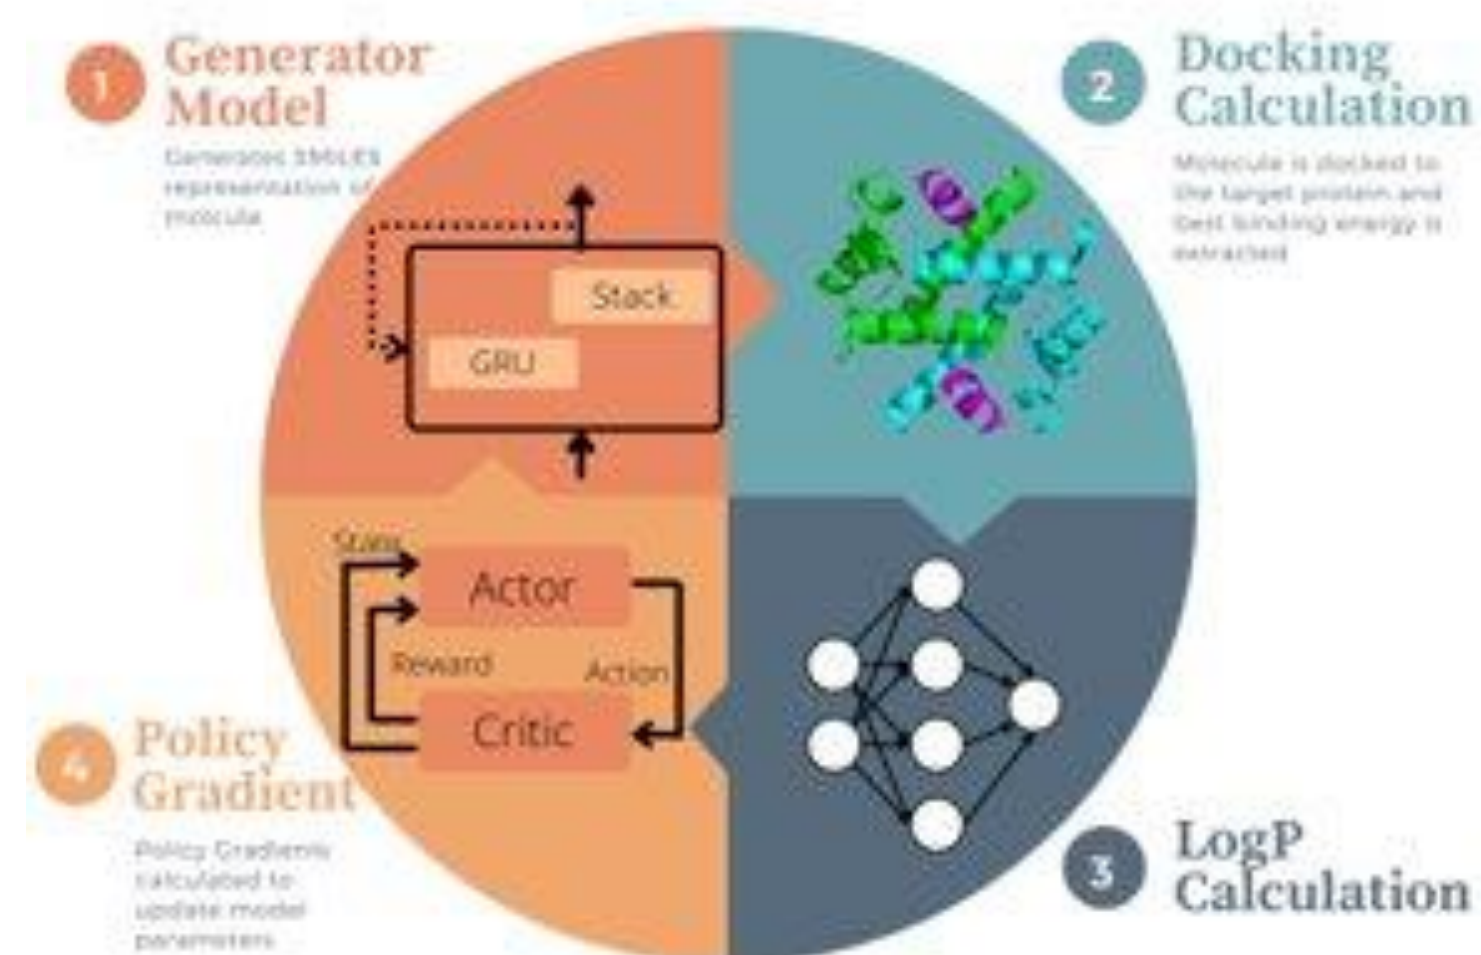 1
Generator
Model
Generates SMILES
representation of
molcule
Stack
GRU
2
Docking
Calculation
Molecule is docked to
the target protein and
best binding energy is
extracted
3
LogP
Calculation
4
Policy
Gradient
Policy Gradients
calculated to
update model
parameters
State
Actor
Reward
Action
Critic